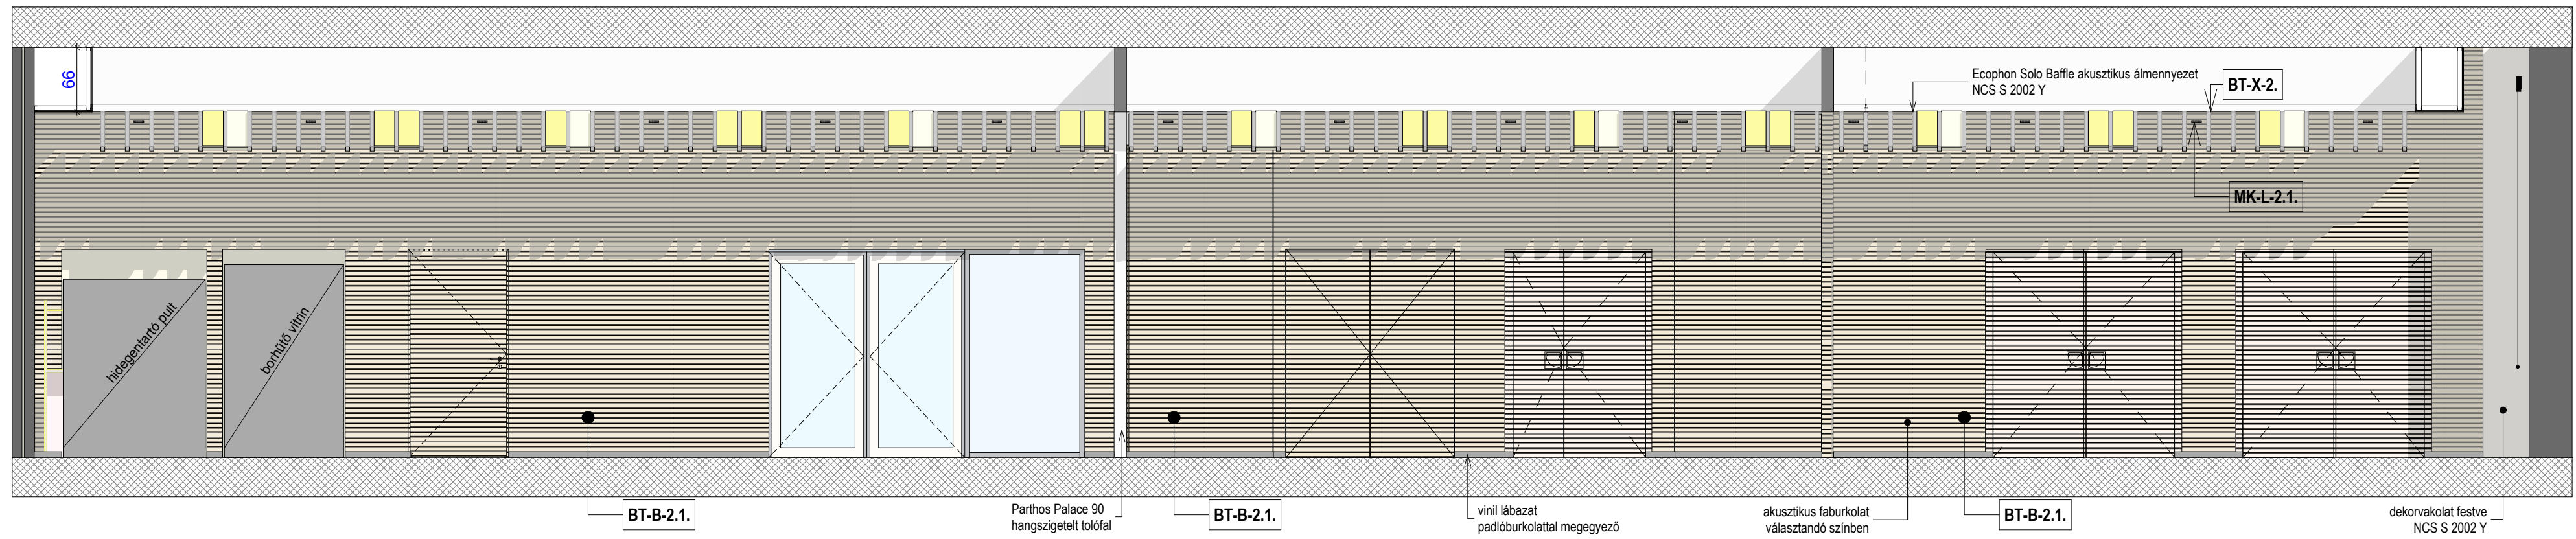 66
Ecophon Solo Baffle akusztikus álmennyezet
NCS S 2002 Y
BT-X-2.
MK-L-2.1.
hidegentartó pult
borhűtő vitrin
BT-B-2.1.
Parthos Palace 90
hangszigetelt tolófal
BT-B-2.1.
vinil lábazat
padlóburkolattal megegyező
akusztikus faburkolat
választandó színben
BT-B-2.1.
dekorvakolat festve
NCS S 2002 Y